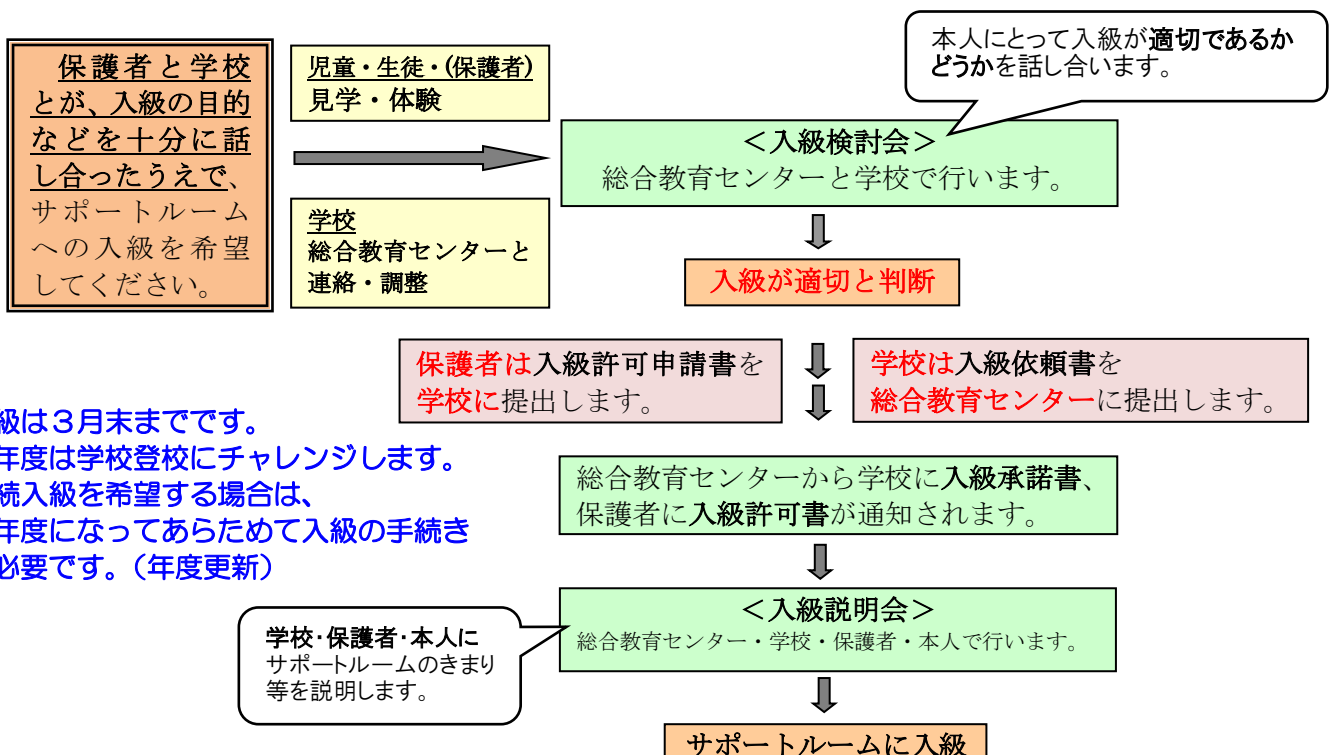 保護者と学校
とが、入級の目的
などを十分に話
し合ったうえで、
サポートルーム
への入級を希望
してください。
児童・生徒・(保護者)
見学・体験
学校
総合教育センターと
連絡・調整
本人にとって入級が適切であるか
どうかを話し合います。
＜入級検討会＞
総合教育センターと学校で行います。
入級が適切と判断
保護者は入級許可申請書を
学校に提出します。
学校は入級依頼書を
総合教育センターに提出します。
級は３月末までです。
年度は学校登校にチャレンジします。
続入級を希望する場合は、
年度になってあらためて入級の手続き
必要です。（年度更新）
総合教育センターから学校に入級承諾書、
保護者に入級許可書が通知されます。
＜入級説明会＞
総合教育センター・学校・保護者・本人で行います。
学校・保護者・本人に
サポートルームのきまり
等を説明します。
サポートルームに入級